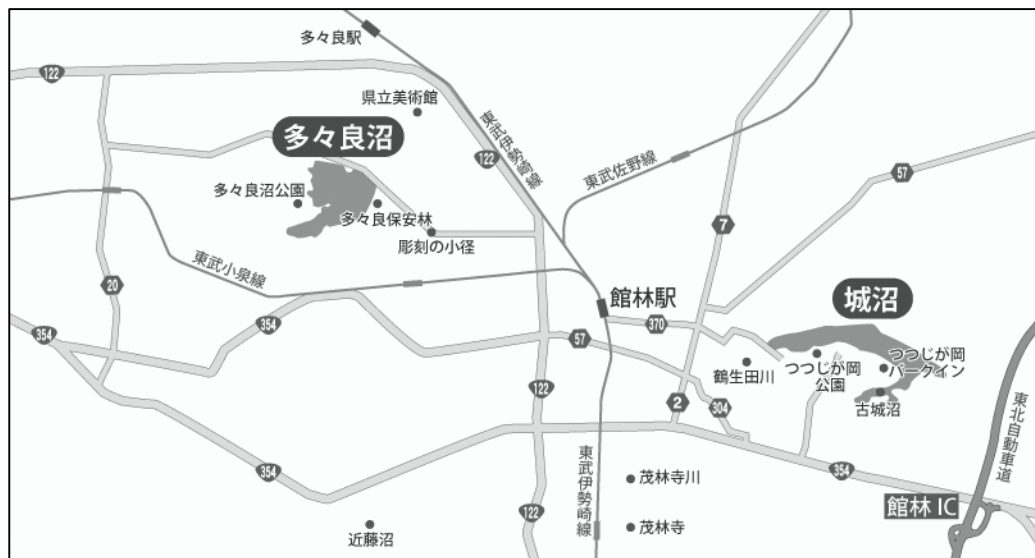 多々良駅
122
県立美術館
多々良沼
東武伊勢崎線
122
東武佐野線
57
多々良沼公園
多々良保安林
7
彫刻の小径
東武小泉線
20
館林駅
城沼
354
354
57
370
鶴生田川
つつじが岡
公園
つつじが岡
パークイン
122
2
304
古城沼
東北自動車道
354
東武伊勢崎線
茂林寺川
354
122
館林 IC
近藤沼
茂林寺